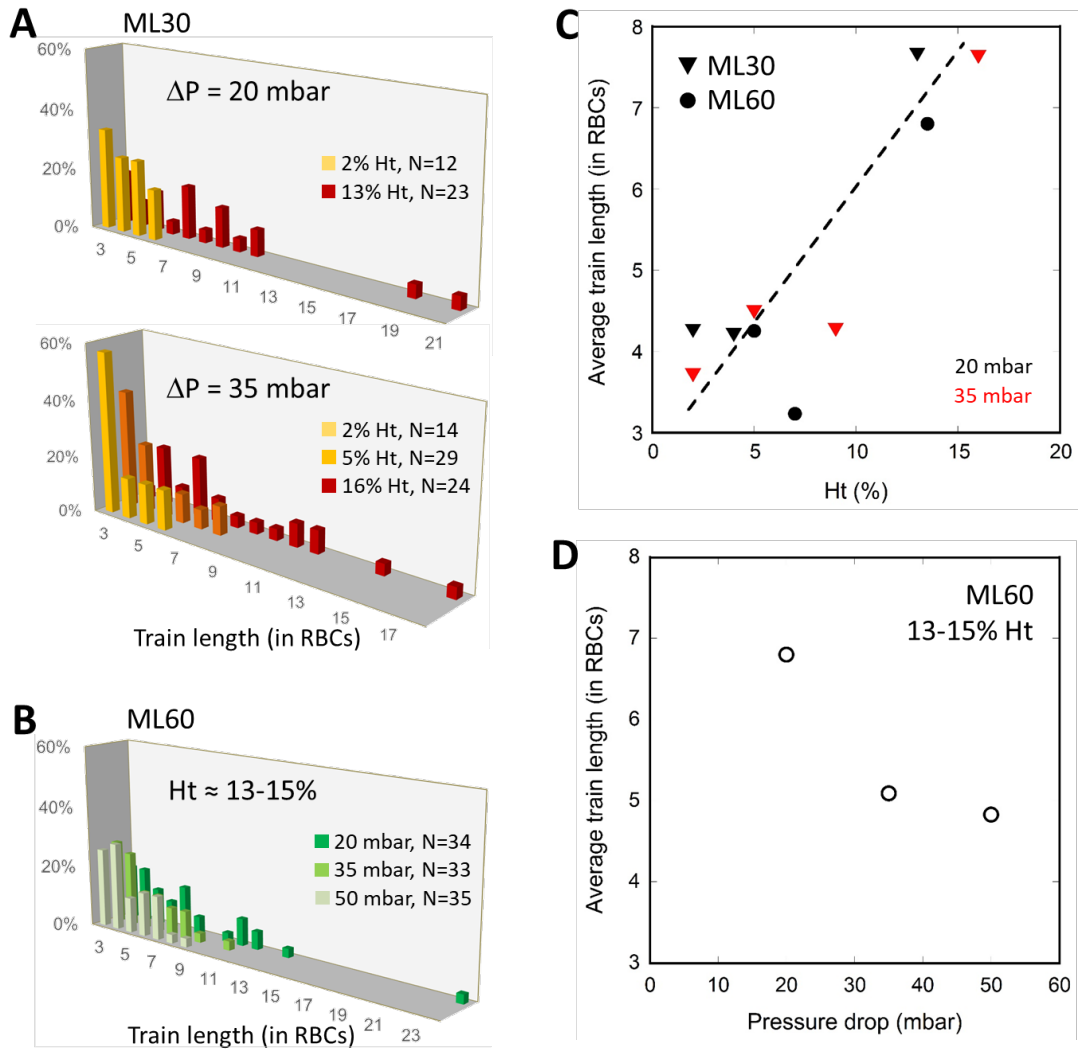 A
ML30
60%
40%
20%
0%
ΔP = 20 mbar
2% Ht, N=12
13% Ht, N=23
3
5
7
9
11
13
15
17
19
21
60%
40%
20%
0%
ΔP = 35 mbar
2% Ht, N=14
5% Ht, N=29
16% Ht, N=24
3
5
7
9
11
13
15
17
Train length (in RBCs)
B
ML60
60%
40%
20%
0%
Ht ≈ 13-15%
20 mbar, N=34
35 mbar, N=33
50 mbar, N=35
3
5
7
9
11
13
15
17
19
21
23
Train length (in RBCs)
C
Average train length (in RBCs)
8
7
6
5
4
3
ML30
ML60
20 mbar
35 mbar
0
5
10
15
20
Ht (%)
D
Average train length (in RBCs)
8
7
6
5
4
3
ML60
13-15% Ht
0
10
20
30
40
50
60
Pressure drop (mbar)